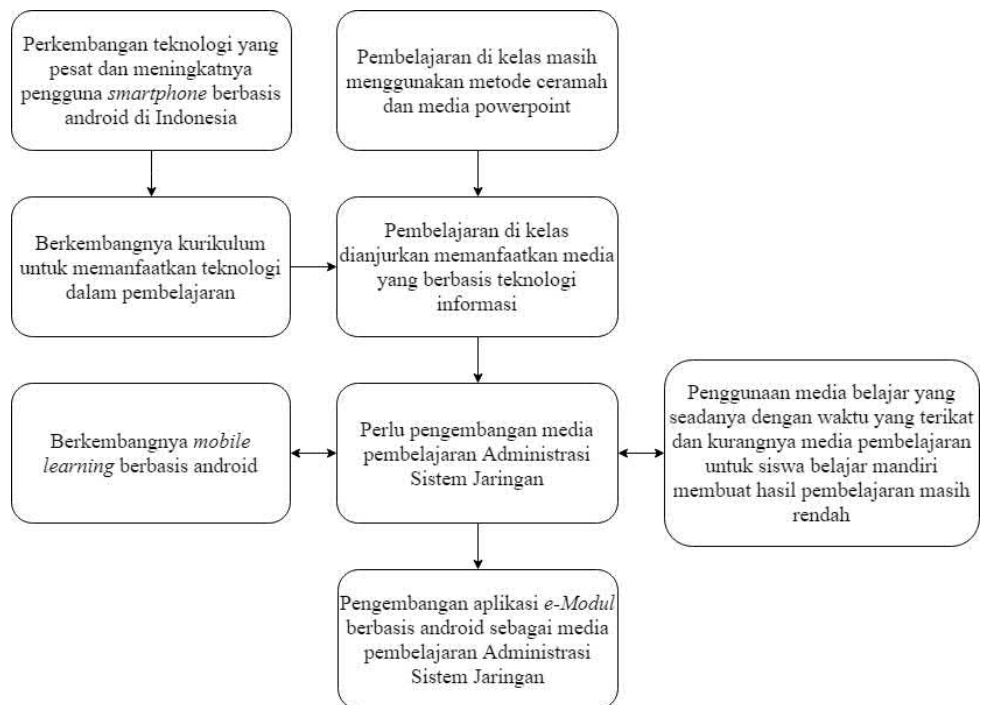 Perkembangan teknologi yang
pesat dan meningkatnya
pengguna smartphone berbasis
android di Indonesia
Pembelajaran di kelas masih
menggunakan metode ceramah
dan media powerpoint
Berkembangnya kurikulum
untuk memanfaatkan teknologi
dalam pembelajaran
Pembelajaran di kelas
dianjurkan memanfaatkan media
yang berbasis teknologi
informasi
Berkembangnya mobile
learning berbasis android
Perlu pengembangan media
pembelajaran Administrasi
Sistem Jaringan
Penggunaan media belajar yang
seadanya dengan waktu yang terikat
dan kurangnya media pembelajaran
untuk siswa belajar mandiri
membuat hasil pembelajaran masih
rendah
Pengembangan aplikasi e-Modul
berbasis android sebagai media
pembelajaran Administrasi
Sistem Jaringan